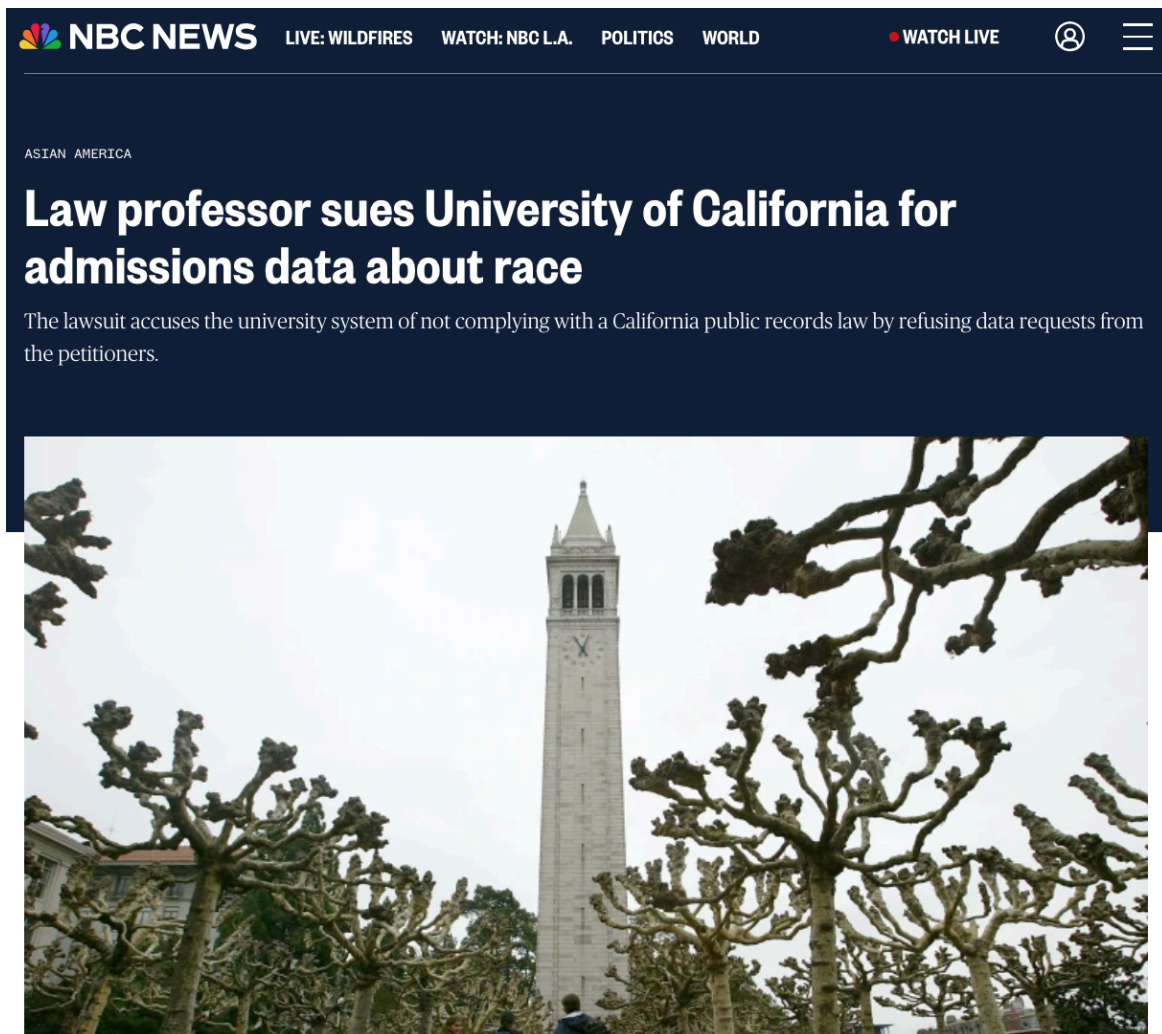 NBC NEWS LIVE: WILDFIRES WATCH: NBC L.A. POLITICS WORLD WATCH LIVE
ASIAN AMERICA
Law professor sues University of California for
admissions data about race
The lawsuit accuses the university system of not complying with a California public records law by refusing data requests from
the petitioners.